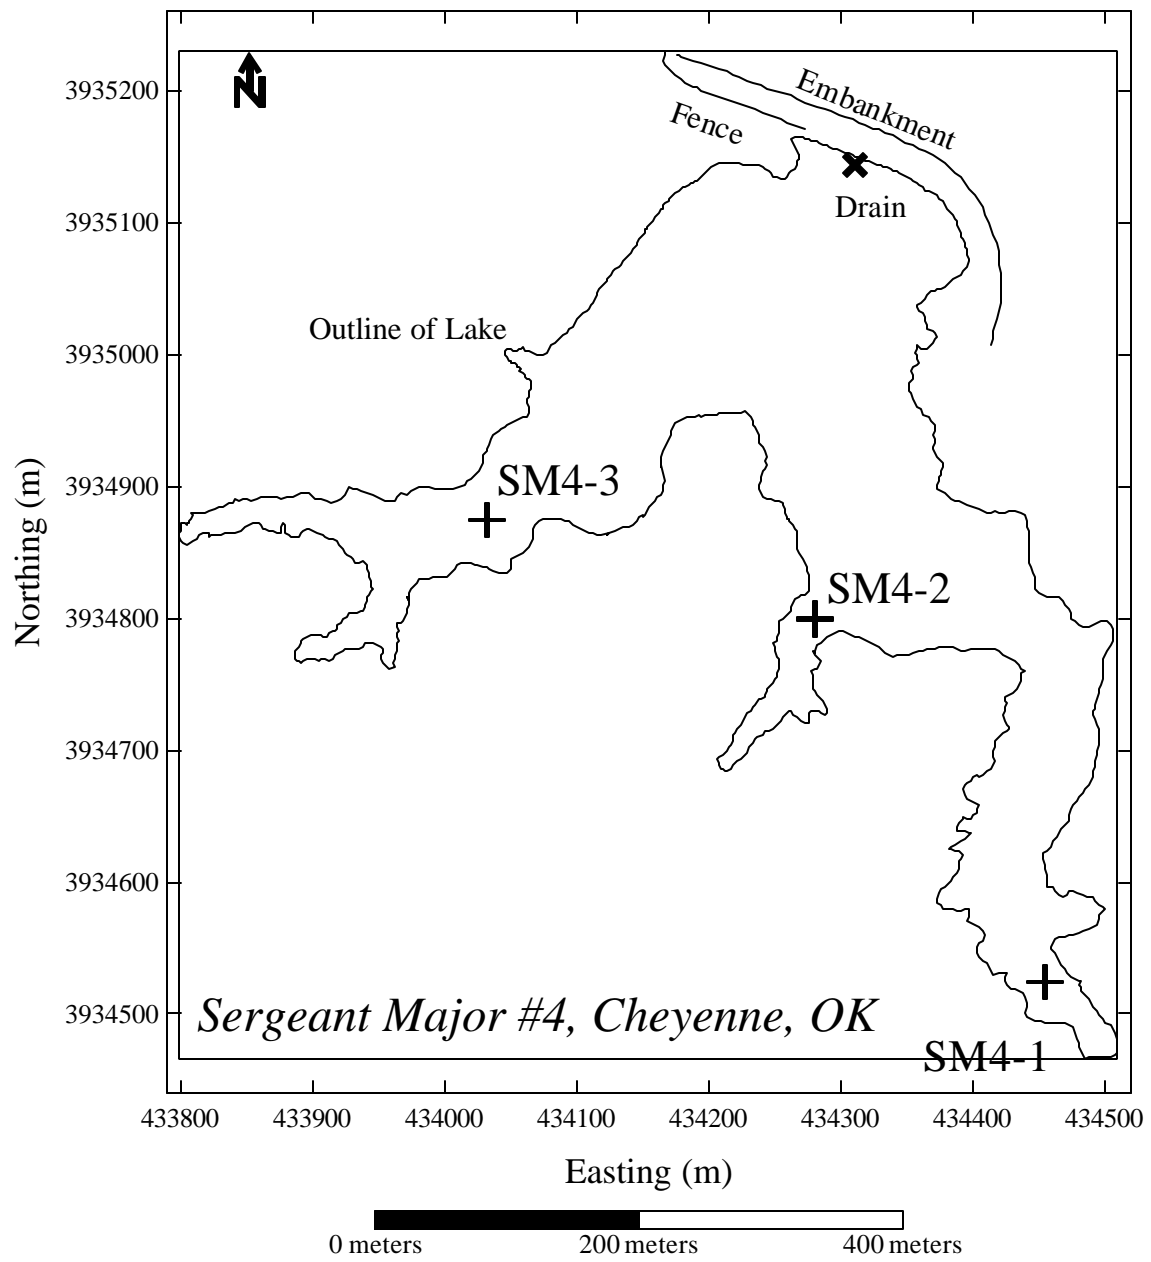 N
Embankment
Fence
Drain
Outline of Lake
SM4-3
SM4-2
SM4-1
Sergeant Major #4, Cheyenne, OK
3935200
3935100
3935000
3934900
3934800
3934700
3934600
3934500
Northing (m)
433800 433900 434000 434100 434200 434300 434400 434500
Easting (m)
0 meters 200 meters 400 meters